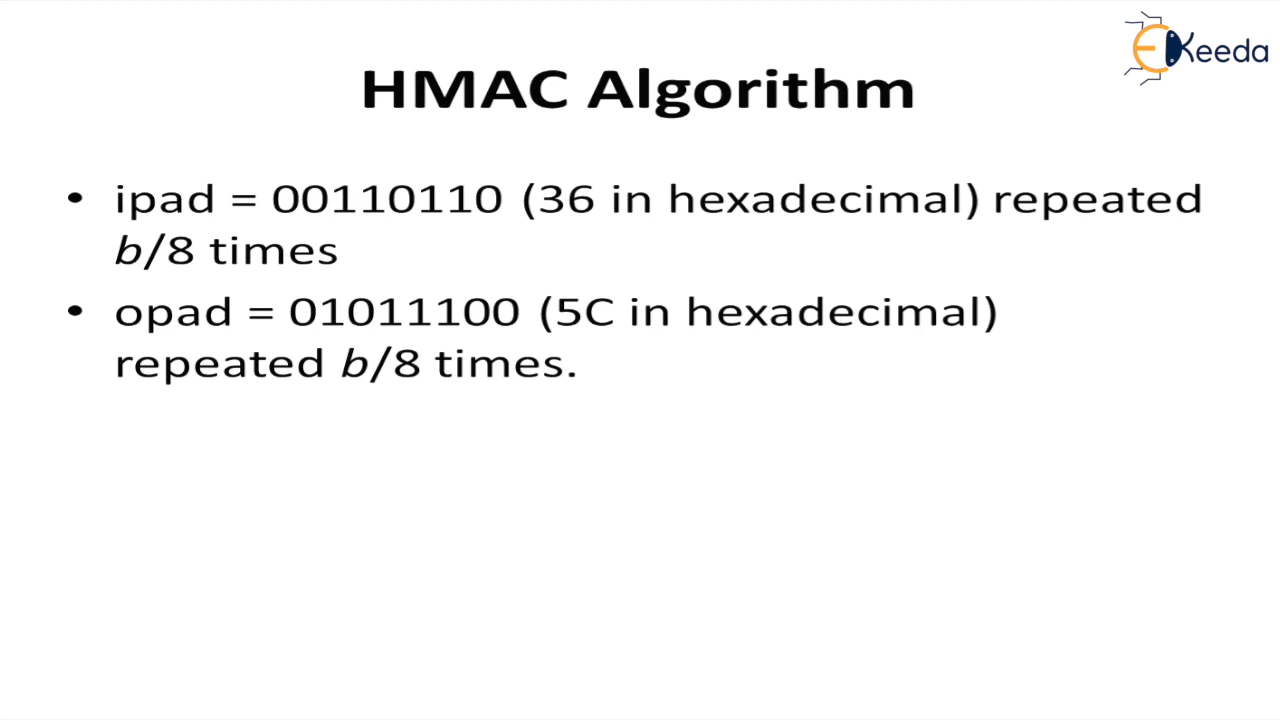 EKeeda
HMAC Algorithm
• ipad = 00110110 (36 in hexadecimal) repeated
b/8 times
• opad = 01011100 (5C in hexadecimal)
repeated b/8 times.